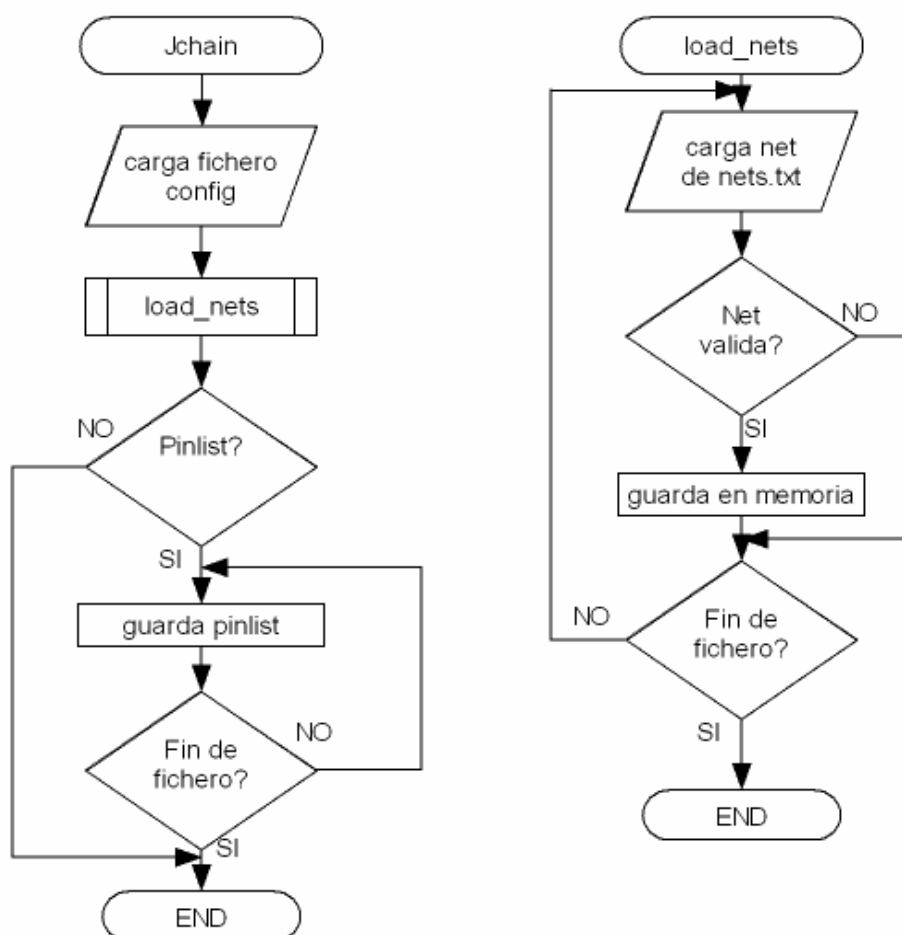 Jchain
carga fichero
config
load_nets
NO
Pinlist?
SI
guarda pinlist
NO
Fin de
fichero?
SI
END
load_nets
carga net
de nets.txt
NO
Net
valida?
SI
guarda en memoria
NO
Fin de
fichero?
SI
END